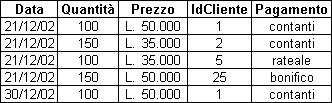 Data Quantità Prezzo IdCliente Pagamento
21/12/02 100 L. 50.000 1 contanti
21/12/02 150 L. 35.000 2 contanti
21/12/02 100 L. 35.000 5 rateale
21/12/02 150 L. 50.000 25 bonifico
30/12/02 100 L. 50.000 1 contanti